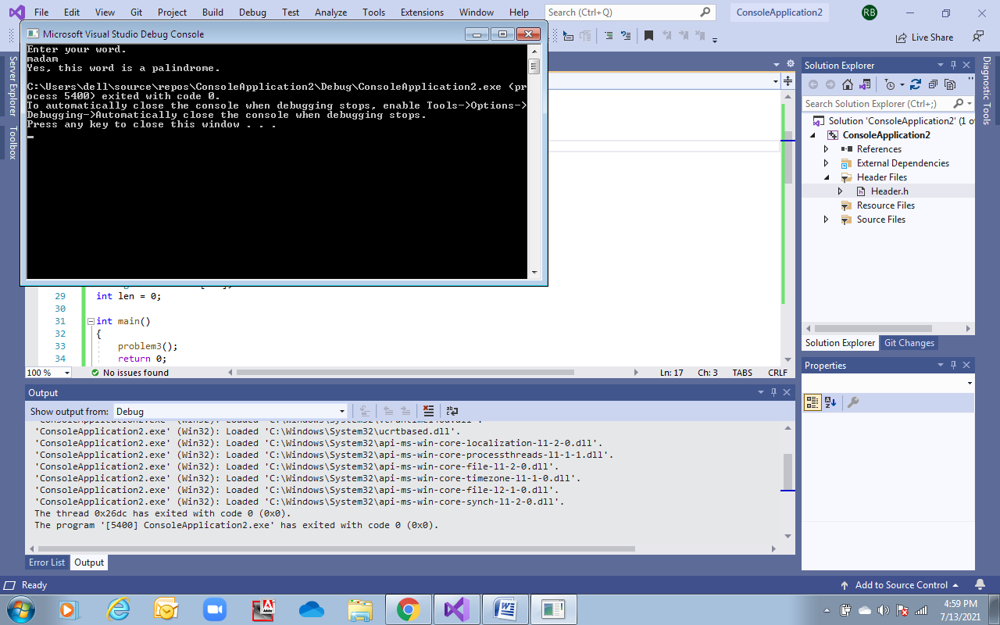 File Edit View Git Project Build Debug Test Analyze Tools Extensions Window Help Search (Ctrl+Q) ConsoleApplication2 RB
Microsoft Visual Studio Debug Console
Live Share
Enter your word.
madam
Yes, this word is a palindrome.
C:\Users\dell\source\repos\ConsoleApplication2\Debug\ConsoleApplication2.exe (pr
ocess 5400) exited with code 0.
To automatically close the console when debugging stops, enable Tools->Options->
Debugging->Automatically close the console when debugging stops.
Press any key to close this window . . .
Server Explorer
Toolbox
29 int len = 0;
30
31 int main()
32 {
33 problem3();
34 return 0;
100 % No issues found Ln: 17 Ch: 3 TABS CRLF
Output
Show output from: Debug
'ConsoleApplication2.exe' (Win32): Loaded 'C:\Windows\System32\ucrtbased.dll'.
'ConsoleApplication2.exe' (Win32): Loaded 'C:\Windows\System32\api-ms-win-core-localization-l1-2-0.dll'.
'ConsoleApplication2.exe' (Win32): Loaded 'C:\Windows\System32\api-ms-win-core-processthreads-l1-1-1.dll'.
'ConsoleApplication2.exe' (Win32): Loaded 'C:\Windows\System32\api-ms-win-core-file-l1-2-0.dll'.
'ConsoleApplication2.exe' (Win32): Loaded 'C:\Windows\System32\api-ms-win-core-timezone-l1-1-0.dll'.
'ConsoleApplication2.exe' (Win32): Loaded 'C:\Windows\System32\api-ms-win-core-file-l2-1-0.dll'.
'ConsoleApplication2.exe' (Win32): Loaded 'C:\Windows\System32\api-ms-win-core-synch-l1-2-0.dll'.
The thread 0x26dc has exited with code 0 (0x0).
The program '[5400] ConsoleApplication2.exe' has exited with code 0 (0x0).
Error List Output
Solution Explorer
Search Solution Explorer (Ctrl+;)
Solution 'ConsoleApplication2' (1 o
ConsoleApplication2
References
External Dependencies
Header Files
Header.h
Resource Files
Source Files
Solution Explorer Git Changes
Properties
Diagnostic Tools
Ready Add to Source Control
4:59 PM
7/13/2021